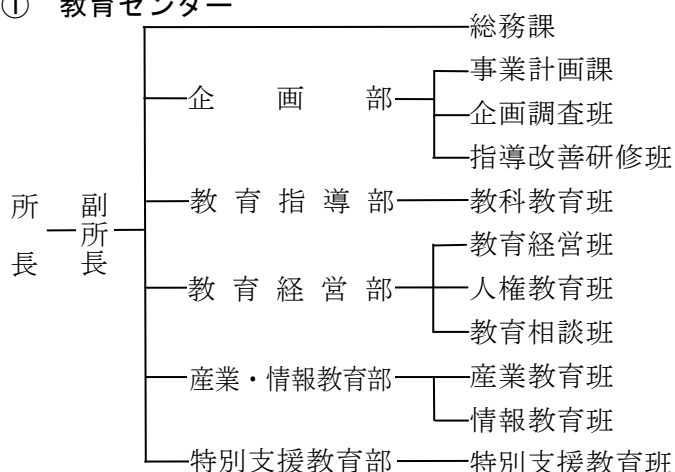 ① 教育センター
総務課
企画部 事業計画課
企画調査班
指導改善研修班
所長 副所長
教育指導部 教科教育班
教育経営班
教育経営部 人権教育班
教育相談班
産業・情報教育部 産業教育班
情報教育班
特別支援教育部 特別支援教育班